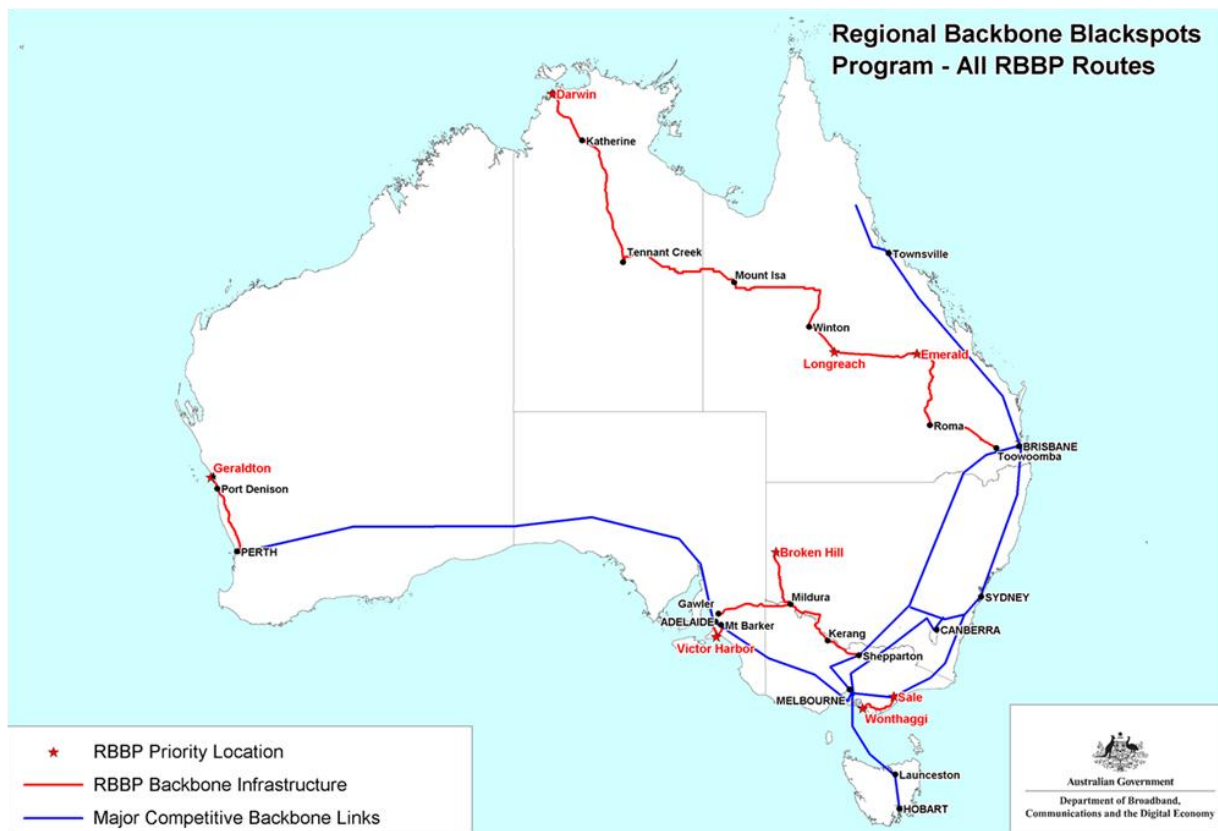 Regional Backbone Blackspots
Program - All RBBP Routes
Darwin
Katherine
Tennant Creek
Mount Isa
Townsville
Winton
Longreach
Emerald
Roma
BRISBANE
Toowoomba
Geraldton
Port Denison
PERTH
Broken Hill
Mildura
Gawler
ADELAIDE
Mt Barker
Victor Harbor
Kerang
Shepparton
SYDNEY
CANBERRA
MELBOURNE
Sale
Wonthaggi
Launceston
HOBART
RBBP Priority Location
RBBP Backbone Infrastructure
Major Competitive Backbone Links
Australian Government
Department of Broadband,
Communications and the Digital Economy